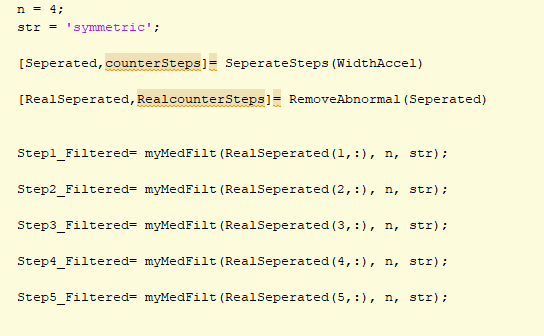 n = 4;
str = 'symmetric';
[Seperated,counterSteps]= SeperateSteps(WidthAccel)
[RealSeperated,RealcounterSteps]= RemoveAbnormal(Seperated)
Step1_Filtered= myMedFilt(RealSeperated(1,:), n, str);
Step2_Filtered= myMedFilt(RealSeperated(2,:), n, str);
Step3_Filtered= myMedFilt(RealSeperated(3,:), n, str);
Step4_Filtered= myMedFilt(RealSeperated(4,:), n, str);
Step5_Filtered= myMedFilt(RealSeperated(5,:), n, str);